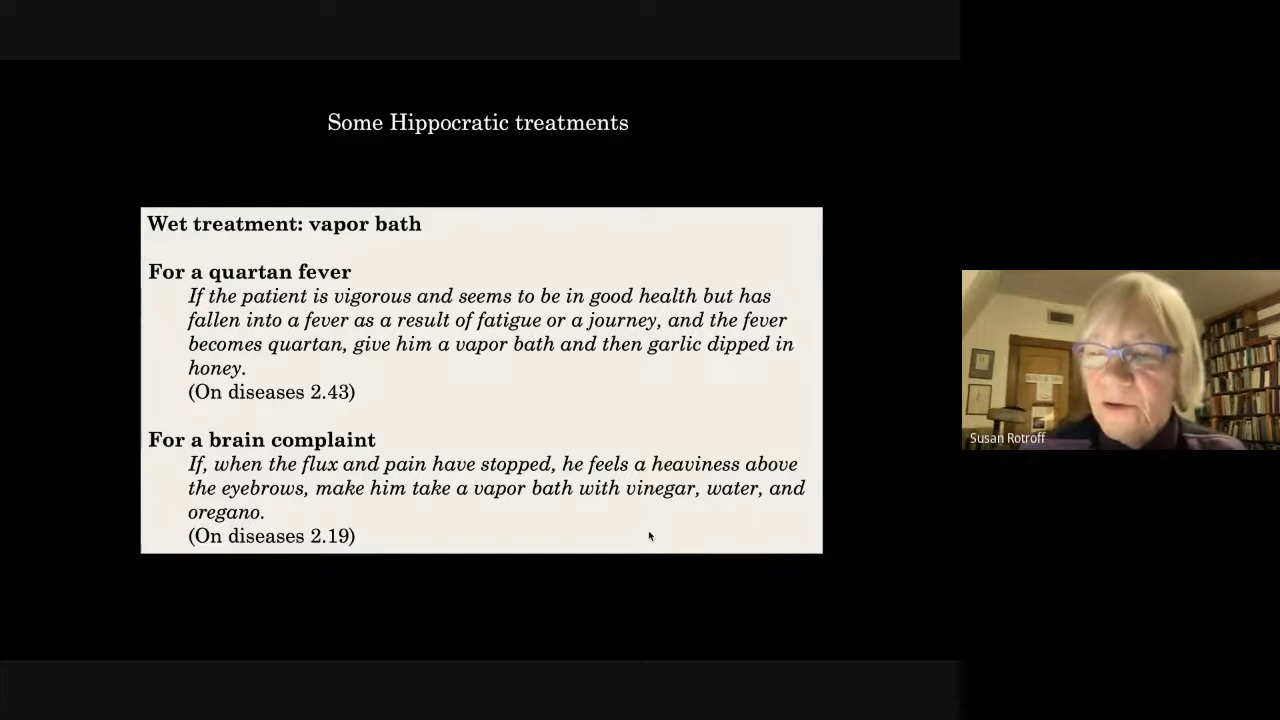 Some Hippocratic treatments
Wet treatment: vapor bath
For a quartan fever
If the patient is vigorous and seems to be in good health but has
fallen into a fever as a result of fatigue or a journey, and the fever
becomes quartan, give him a vapor bath and then garlic dipped in
honey.
(On diseases 2.43)
For a brain complaint
If, when the flux and pain have stopped, he feels a heaviness above
the eyebrows, make him take a vapor bath with vinegar, water, and
oregano.
(On diseases 2.19)
Susan Rotroff